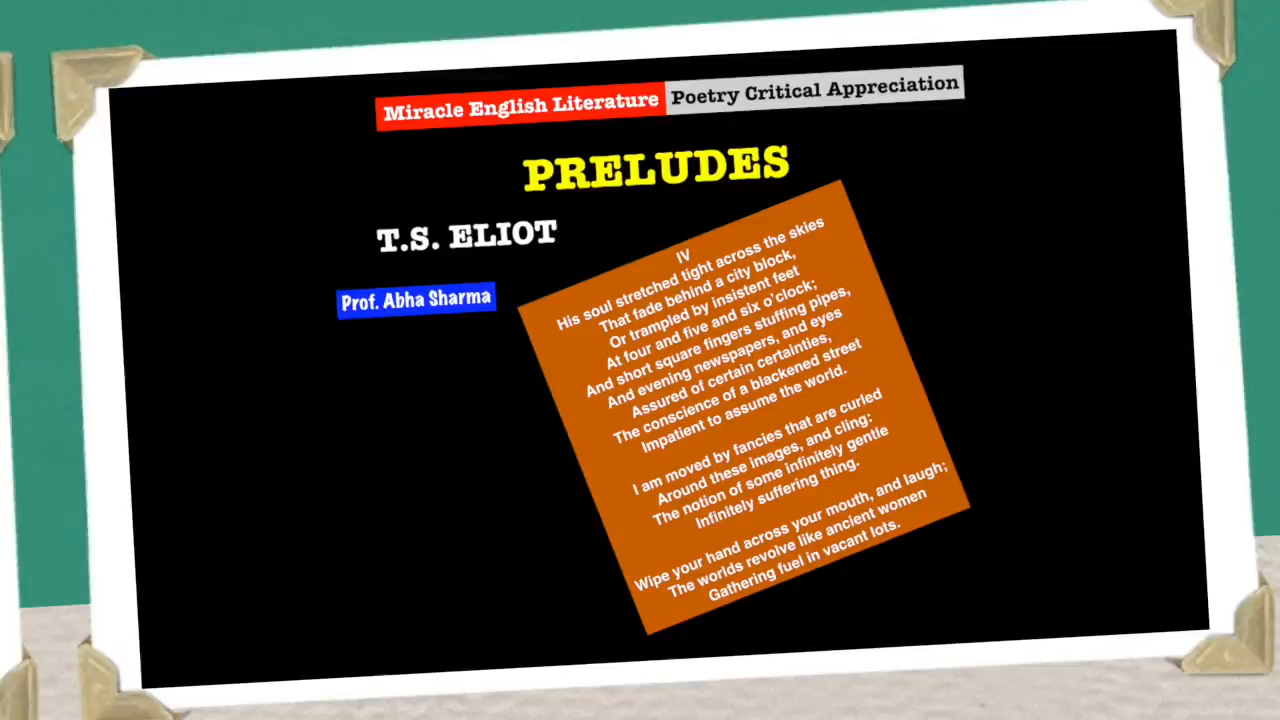 Miracle English Literature Poetry Critical Appreciation
PRELUDES
T.S. ELIOT
Prof. Abha Sharma
IV
His soul stretched tight across the skies
That fade behind a city block,
Or trampled by insistent feet
At four and five and six o'clock;
And short square fingers stuffing pipes,
And evening newspapers, and eyes
Assured of certain certainties,
The conscience of a blackened street
Impatient to assume the world.
I am moved by fancies that are curled
Around these images, and cling;
The notion of some infinitely gentle
Infinitely suffering thing.
Wipe your hand across your mouth, and laugh;
The worlds revolve like ancient women
Gathering fuel in vacant lots.